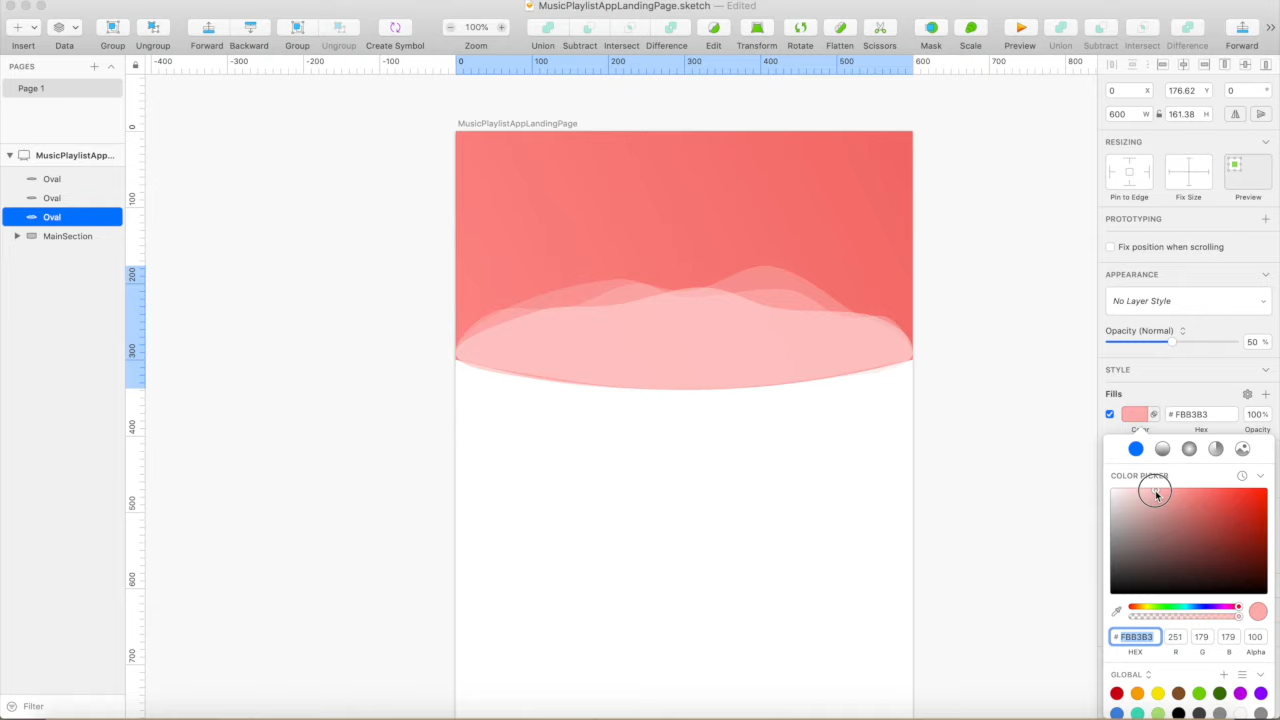 MusicPlaylistAppLandingPage.sketch — Edited
100%
Insert Data Group Ungroup Forward Backward Group Ungroup Create Symbol Zoom Union Subtract Intersect Difference Edit Transform Rotate Flatten Scissors Mask Scale Preview Union Subtract Intersect Difference Forward
PAGES
-400 -300 -200 -100 0 100 200 300 400 500 600 700 800
Page 1
0 X 176.62 Y 0 °
600 W 161.38 H
MusicPlaylistAppLandingPage
0
RESIZING
MusicPlaylistApp...
Oval
Oval
Oval
MainSection
Pin to Edge Fix Size Preview
100
PROTOTYPING
Fix position when scrolling
200
APPEARANCE
No Layer Style
Opacity (Normal)
50 %
300
STYLE
Fills
# FBB3B3 100%
400
Color Hex Opacity
COLOR PICKER
500
600
# FBB3B3 251 179 179 100
HEX R G B Alpha
700
GLOBAL
Filter